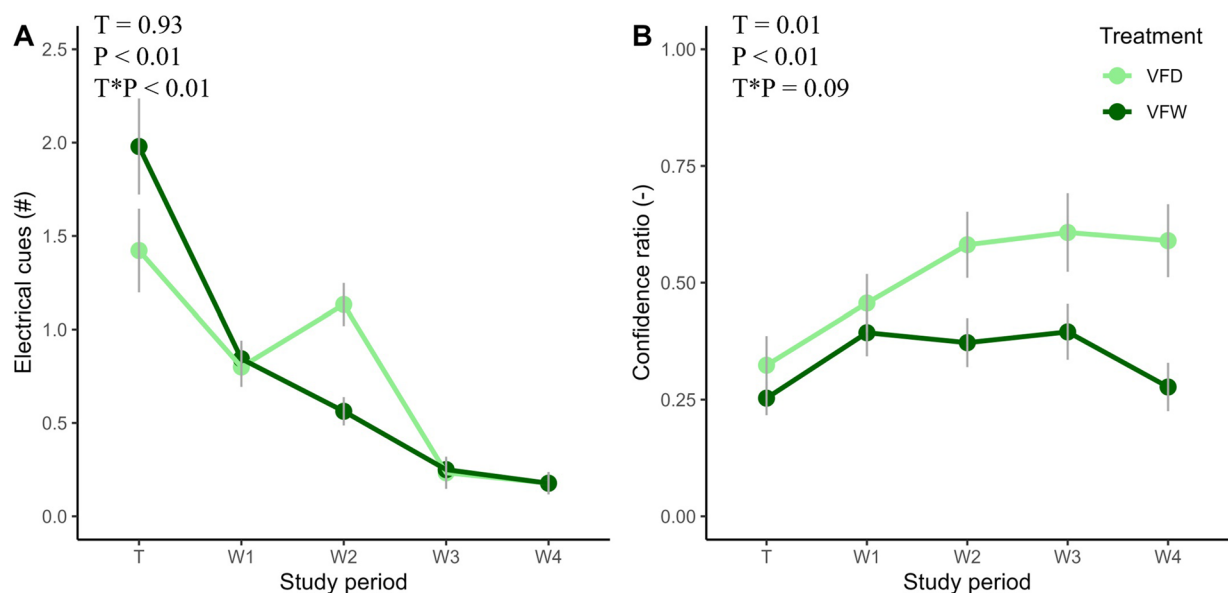 A
T = 0.93
P < 0.01
T*P < 0.01
2.5
2.0
1.5
1.0
0.5
0.0
Electrical cues (#)
T W1 W2 W3 W4
Study period
B
T = 0.01
P < 0.01
T*P = 0.09
Treatment
VFD
VFW
1.00
0.75
0.50
0.25
0.00
Confidence ratio (-)
T W1 W2 W3 W4
Study period